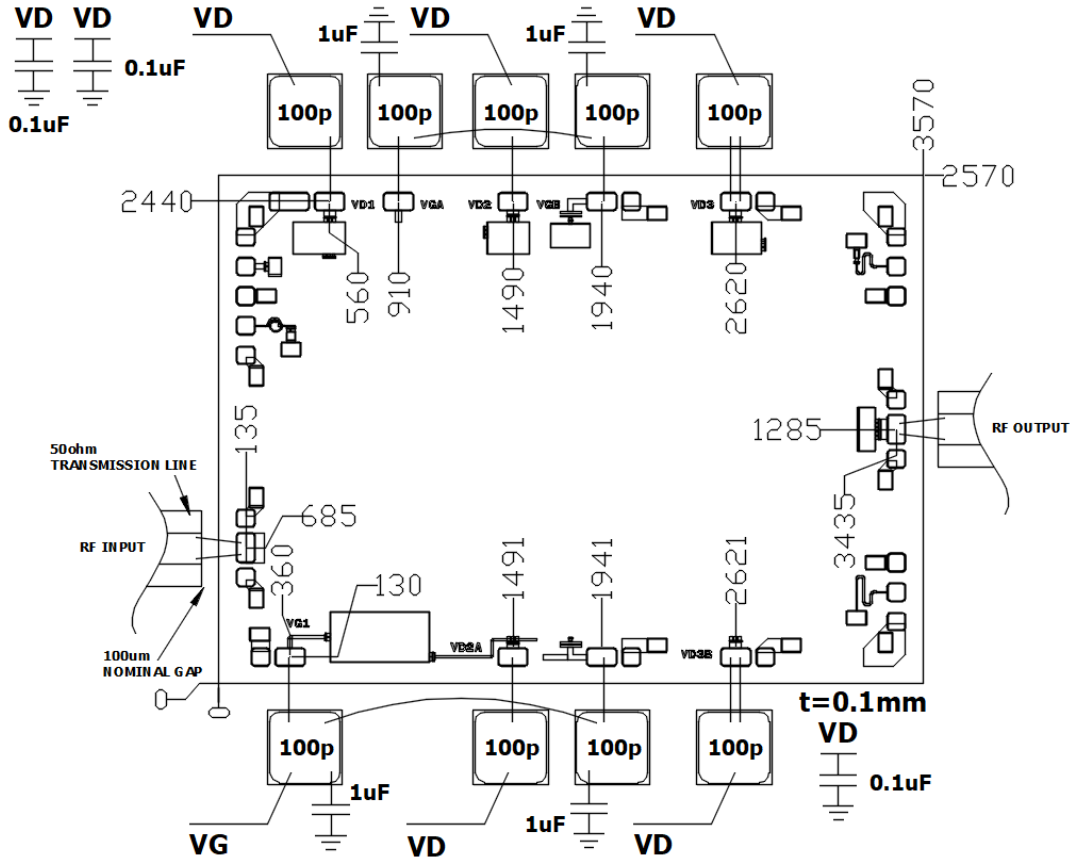 VD VD VD VD VD
1uF 1uF
0.1uF
0.1uF
100p 100p 100p 100p 100p
3570
2570
2440
VD1 VGA VD2 VGB VD3
560 910 1490 1940 2620
135
1285
RF OUTPUT
50ohm
TRANSMISSION LINE
3435
685
RF INPUT
360
130
1491 1941 2621
VG1
VD2A
VD3B
100um
NOMINAL GAP
0
0
t=0.1mm
VD
100p 100p 100p 100p
0.1uF
1uF
1uF
VG VD VD